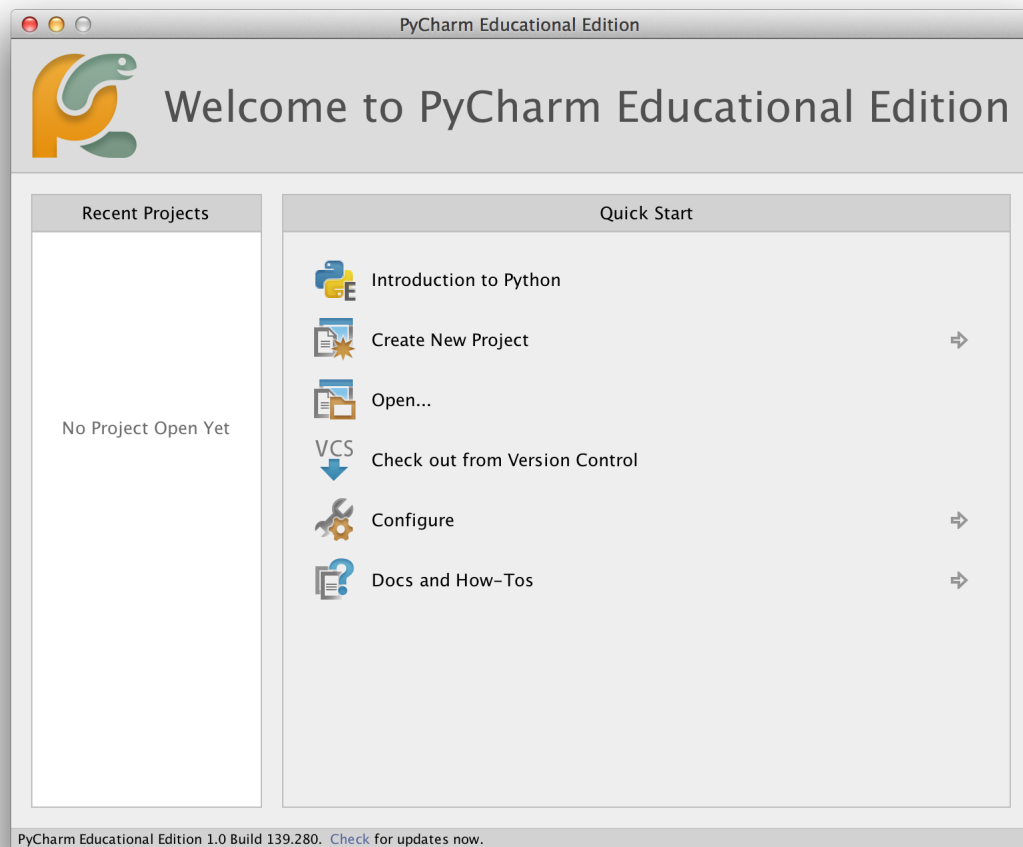 PyCharm Educational Edition
Welcome to PyCharm Educational Edition
Recent Projects
No Project Open Yet
Quick Start
E
Introduction to Python
Create New Project
Open...
VCS
Check out from Version Control
Configure
Docs and How-Tos
PyCharm Educational Edition 1.0 Build 139.280. Check for updates now.